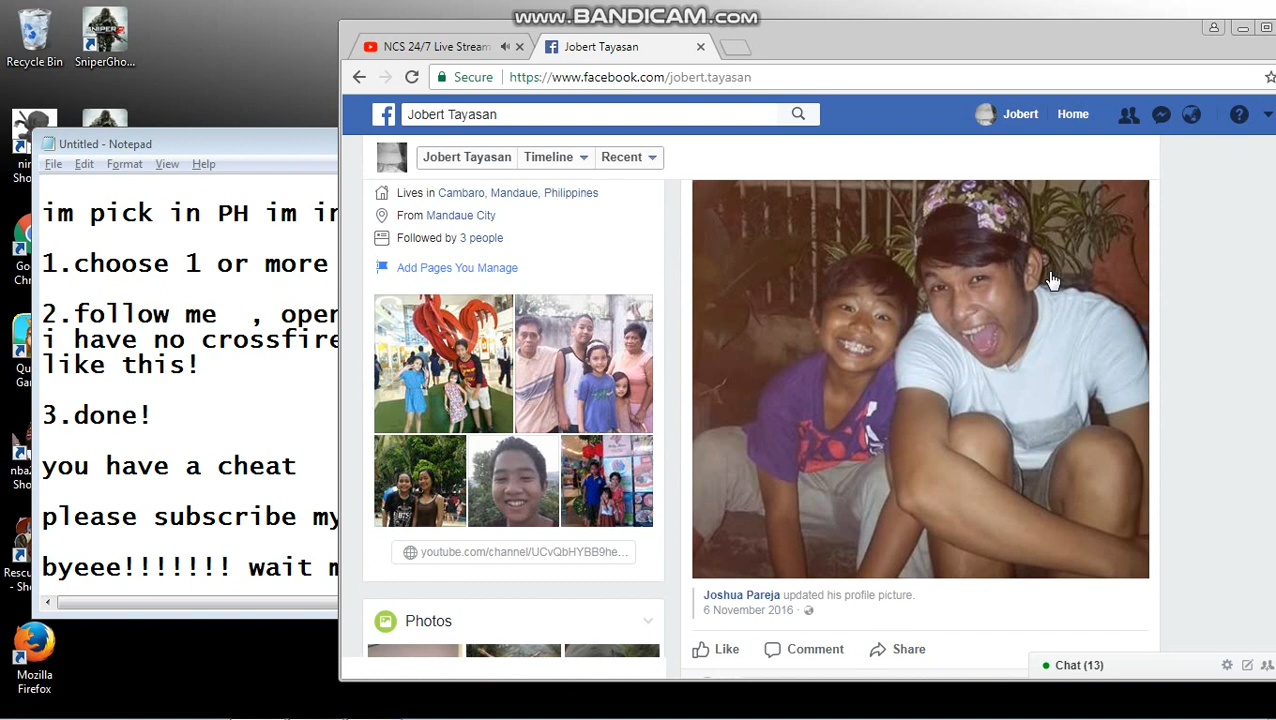 www.BANDICAM.com
Recycle Bin
SniperGho...
NCS 24/7 Live Stream
Jobert Tayasan
Secure
https://www.facebook.com/jobert.tayasan
Jobert Tayasan
Jobert
Home
Jobert Tayasan
Timeline
Recent
Untitled - Notepad
File Edit Format View Help
im pick in PH im
1.choose 1 or more
2.follow me , open
i have no crossfire
like this!
3.done!
you have a cheat
please subscribe my
byeee!!!!!!! wait
Mozilla
Firefox
Lives in Cambaro, Mandaue, Philippines
From Mandaue City
Followed by 3 people
Add Pages You Manage
youtube.com/channel/UCvQbHYBB9he...
Photos
Joshua Pareja updated his profile picture.
6 November 2016
Like
Comment
Share
Chat (13)